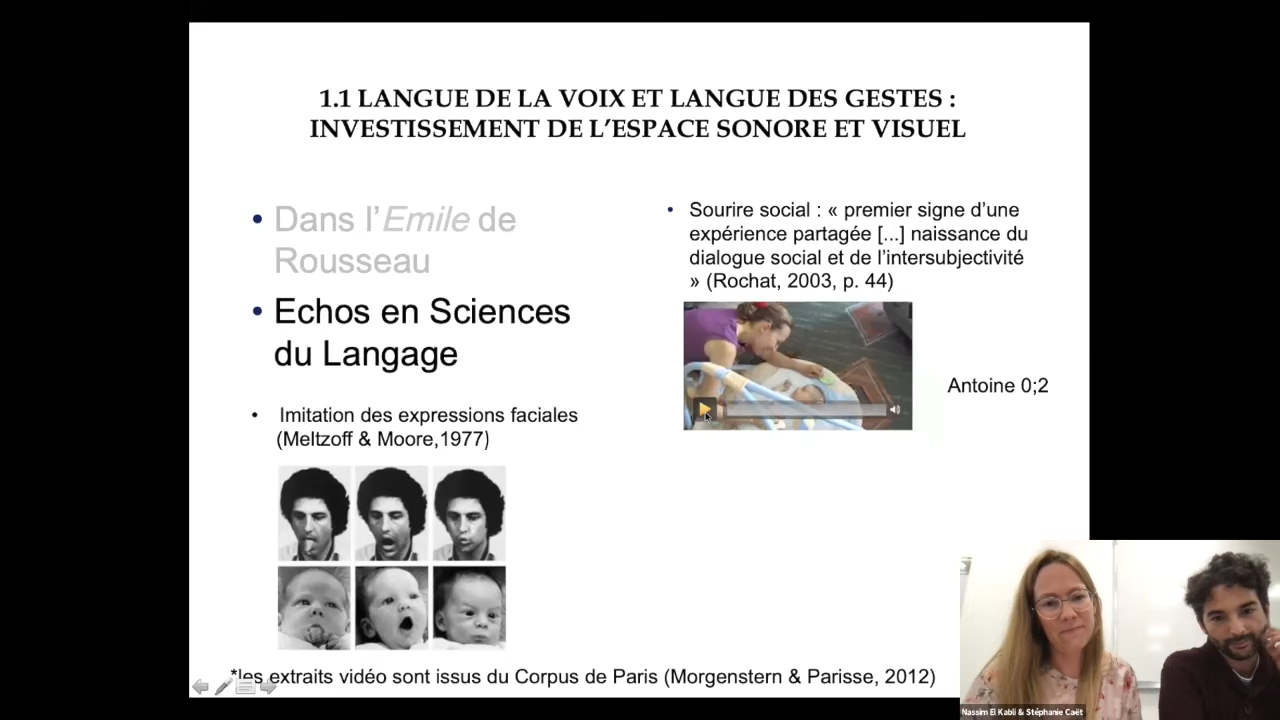 1.1 LANGUE DE LA VOIX ET LANGUE DES GESTES :
INVESTISSEMENT DE L’ESPACE SONORE ET VISUEL
• Dans l’Emile de
Rousseau
• Echos en Sciences
du Langage
• Imitation des expressions faciales
(Meltzoff & Moore,1977)
• Sourire social : « premier signe d’une
expérience partagée [...] naissance du
dialogue social et de l’intersubjectivité
» (Rochat, 2003, p. 44)
Antoine 0;2
*les extraits vidéo sont issus du Corpus de Paris (Morgenstern & Parisse, 2012)
Nassim El Kabli & Stéphanie Caët